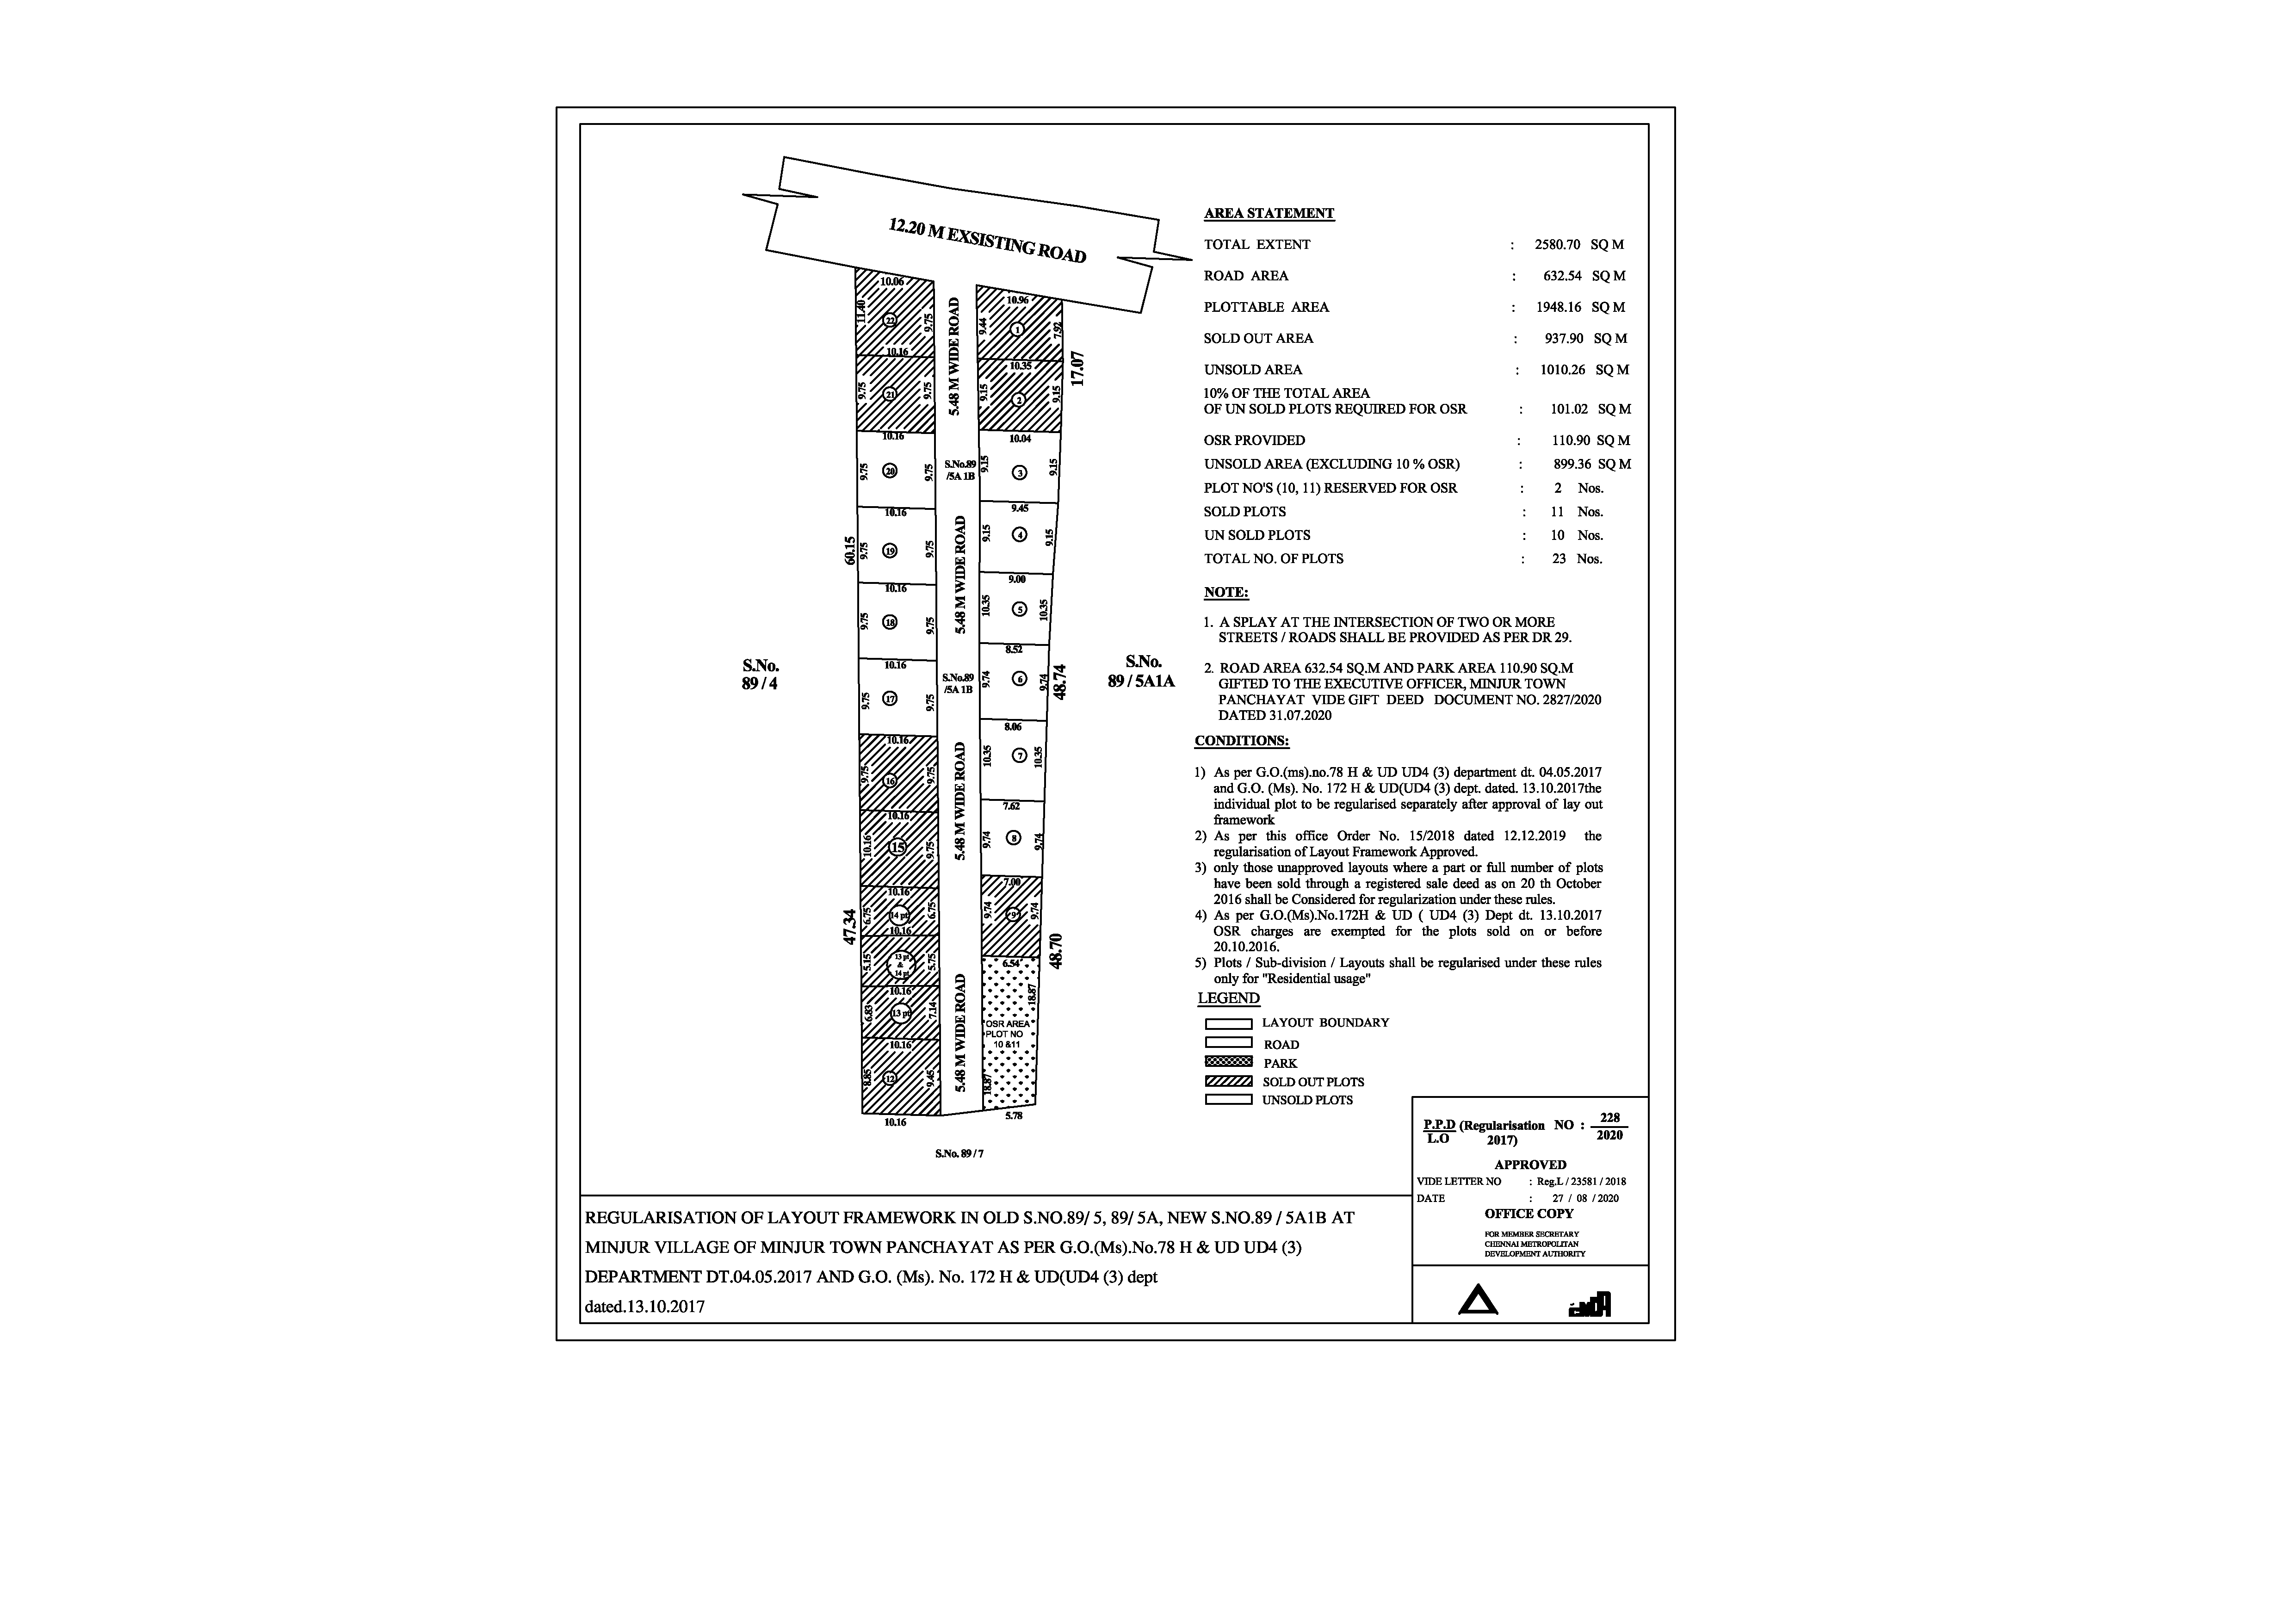 12.20 M EXSISTING ROAD
10.06
11.40
22
9.75
10.16
9.75
21
9.75
10.16
9.75
20
9.75
10.16
9.75
19
9.75
10.16
9.75
18
9.75
10.16
9.75
17
9.75
10.16
9.75
16
9.75
10.16
10.16
15
9.75
10.16
6.75
14 pt
6.75
10.16
5.15
13 pt
&
14 pt
5.75
10.16
6.83
13 pt
7.14
10.16
8.85
12
9.45
10.16
60.15
47.34
5.48 M WIDE ROAD
S.No.89
/5A 1B
5.48 M WIDE ROAD
S.No.89
/5A 1B
5.48 M WIDE ROAD
5.48 M WIDE ROAD
10.96
9.44
1
7.92
10.35
9.15
2
9.15
10.04
9.15
3
9.15
9.45
9.15
4
9.15
9.00
10.35
5
10.35
8.52
9.74
6
9.74
8.06
10.35
7
10.35
7.62
9.74
8
9.74
7.00
9.74
9
9.74
6.54
18.87
OSR AREA
PLOT NO
10 &11
18.87
5.78
17.07
48.74
48.70
S.No.
89 / 4
S.No.
89 / 5A1A
S.No. 89 / 7
AREA STATEMENT
TOTAL EXTENT : 2580.70 SQ M
ROAD AREA : 632.54 SQ M
PLOTTABLE AREA : 1948.16 SQ M
SOLD OUT AREA : 937.90 SQ M
UNSOLD AREA : 1010.26 SQ M
10% OF THE TOTAL AREA
OF UN SOLD PLOTS REQUIRED FOR OSR : 101.02 SQ M
OSR PROVIDED : 110.90 SQ M
UNSOLD AREA (EXCLUDING 10 % OSR) : 899.36 SQ M
PLOT NO'S (10, 11) RESERVED FOR OSR : 2 Nos.
SOLD PLOTS : 11 Nos.
UN SOLD PLOTS : 10 Nos.
TOTAL NO. OF PLOTS : 23 Nos.
NOTE:
1. A SPLAY AT THE INTERSECTION OF TWO OR MORE
STREETS / ROADS SHALL BE PROVIDED AS PER DR 29.
2. ROAD AREA 632.54 SQ.M AND PARK AREA 110.90 SQ.M
GIFTED TO THE EXECUTIVE OFFICER, MINJUR TOWN
PANCHAYAT VIDE GIFT DEED DOCUMENT NO. 2827/2020
DATED 31.07.2020
CONDITIONS:
1) As per G.O.(ms).no.78 H & UD UD4 (3) department dt. 04.05.2017
and G.O. (Ms). No. 172 H & UD(UD4 (3) dept. dated. 13.10.2017the
individual plot to be regularised separately after approval of lay out
framework
2) As per this office Order No. 15/2018 dated 12.12.2019 the
regularisation of Layout Framework Approved.
3) only those unapproved layouts where a part or full number of plots
have been sold through a registered sale deed as on 20 th October
2016 shall be Considered for regularization under these rules.
4) As per G.O.(Ms).No.172H & UD ( UD4 (3) Dept dt. 13.10.2017
OSR charges are exempted for the plots sold on or before
20.10.2016.
5) Plots / Sub-division / Layouts shall be regularised under these rules
only for "Residential usage"
LEGEND
LAYOUT BOUNDARY
ROAD
PARK
SOLD OUT PLOTS
UNSOLD PLOTS
P.P.D (Regularisation NO : 228
L.O 2017) 2020
APPROVED
VIDE LETTER NO : Reg.L / 23581 / 2018
DATE : 27 / 08 / 2020
OFFICE COPY
FOR MEMBER SECRETARY
CHENNAI METROPOLITAN
DEVELOPMENT AUTHORITY
REGULARISATION OF LAYOUT FRAMEWORK IN OLD S.NO.89/ 5, 89/ 5A, NEW S.NO.89 / 5A1B AT
MINJUR VILLAGE OF MINJUR TOWN PANCHAYAT AS PER G.O.(Ms).No.78 H & UD UD4 (3)
DEPARTMENT DT.04.05.2017 AND G.O. (Ms). No. 172 H & UD(UD4 (3) dept
dated.13.10.2017